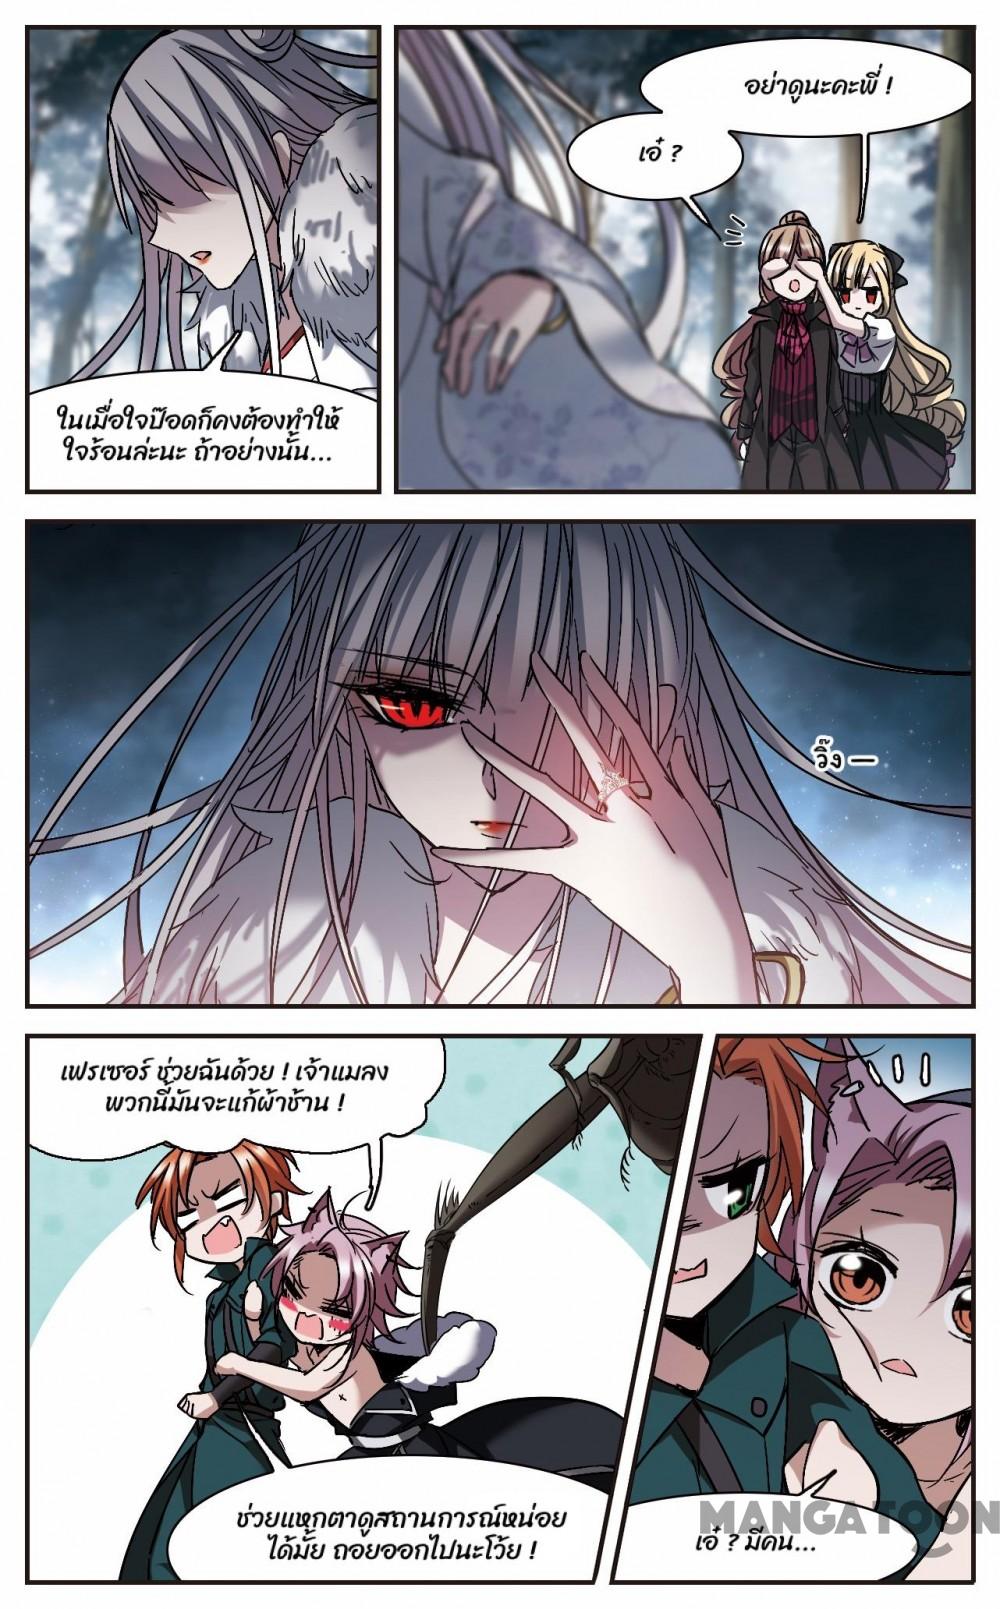 ในเมื่อใจป๊อดก็คงต้องทำให้
ใจร้อนล่ะนะ ถ้าอย่างนั้น...
อย่าดูนะคะพี่ !
เอ๋ ?
วิ๊ง —
เฟรเซอร์ ช่วยฉันด้วย ! เจ้าแมลง
พวกนี้มันจะแก้ผ้าช้าน !
ช่วยแหกตาดูสถานการณ์หน่อย
ได้มั้ย ถอยออกไปนะโว้ย !
เอ๋ ? มีคน...
MANGATOON